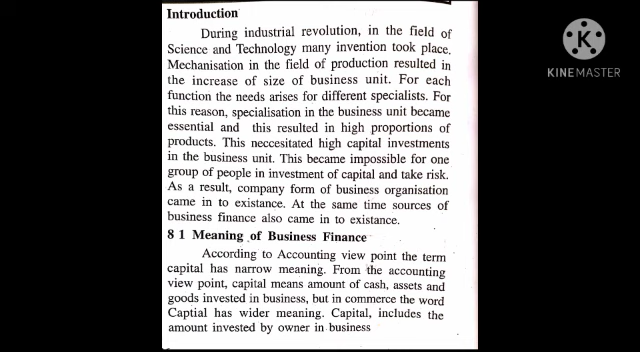 Introduction
During industrial revolution, in the field of
Science and Technology many invention took place.
Mechanisation in the field of production resulted in
the increase of size of business unit. For each
function the needs arises for different specialists. For
this reason, specialisation in the business unit became
essential and this resulted in high proportions of
products. This neccesitated high capital investments
in the business unit. This became impossible for one
group of people in investment of capital and take risk.
As a result, company form of business organisation
came in to existance. At the same time sources of
business finance also came in to existance.
8 1 Meaning of Business Finance
According to Accounting view point the term
capital has narrow meaning. From the accounting
view point, capital means amount of cash, assets and
goods invested in business, but in commerce the word
Captial has wider meaning. Capital, includes the
amount invested by owner in business
K
KINEMASTER